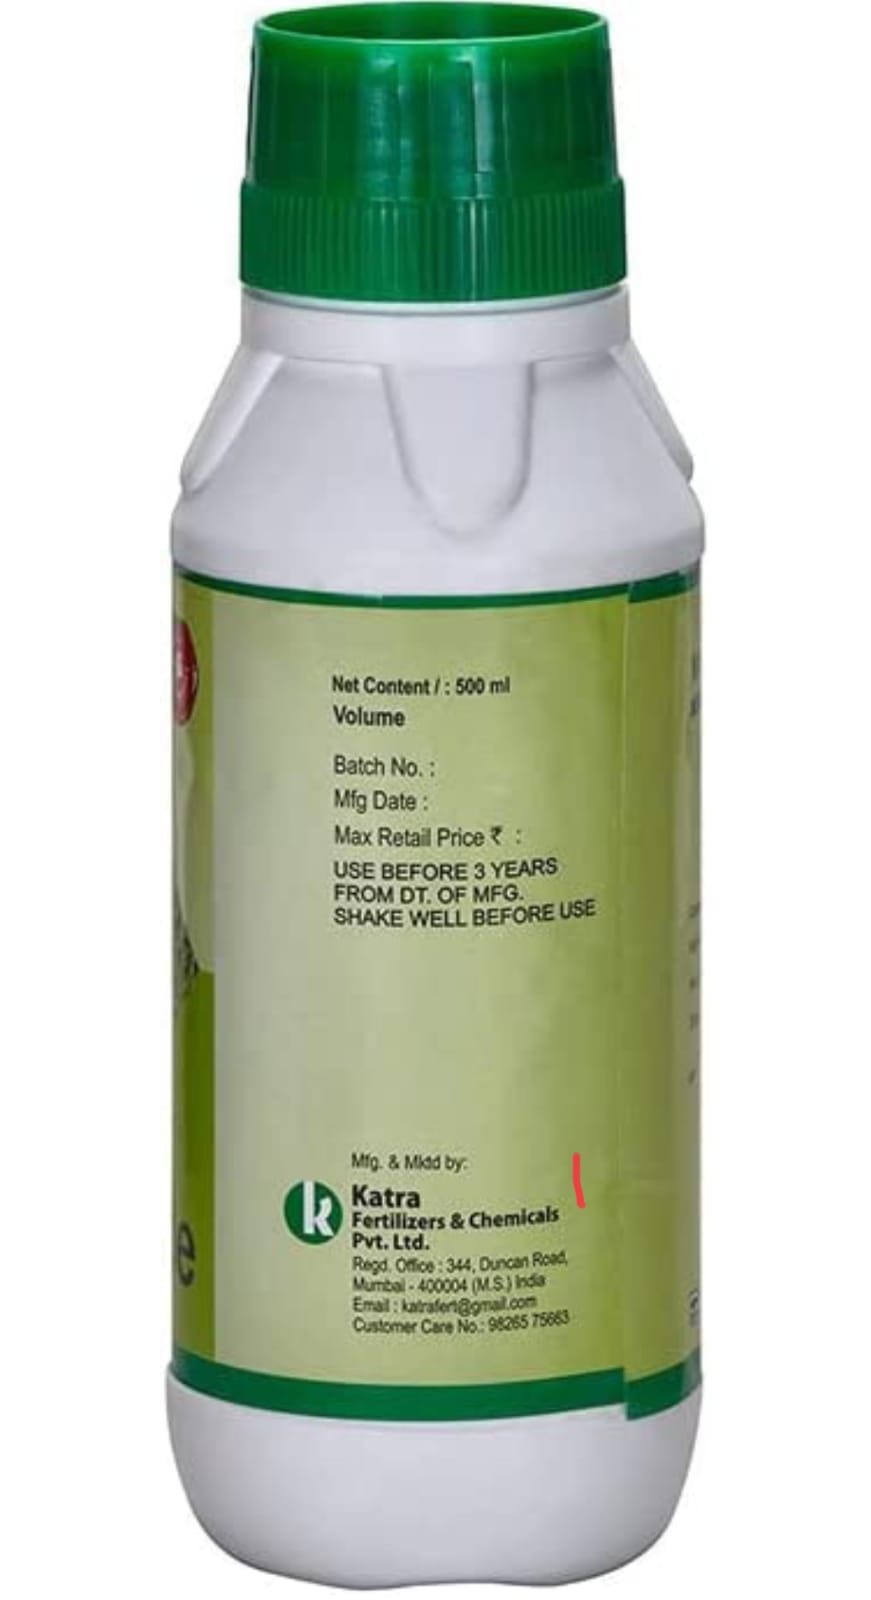 Net Content / : 500 ml
Volume
Batch No. :
Mfg Date :
Max Retail Price ₹ :
USE BEFORE 3 YEARS
FROM DT. OF MFG.
SHAKE WELL BEFORE USE
Mfg. & Mktd by:
k
Katra
Fertilizers & Chemicals
Pvt. Ltd.
Regd. Office : 344, Duncan Road,
Mumbai - 400004 (M.S.) India
Email : katrafert@gmail.com
Customer Care No.: 98265 75663
e